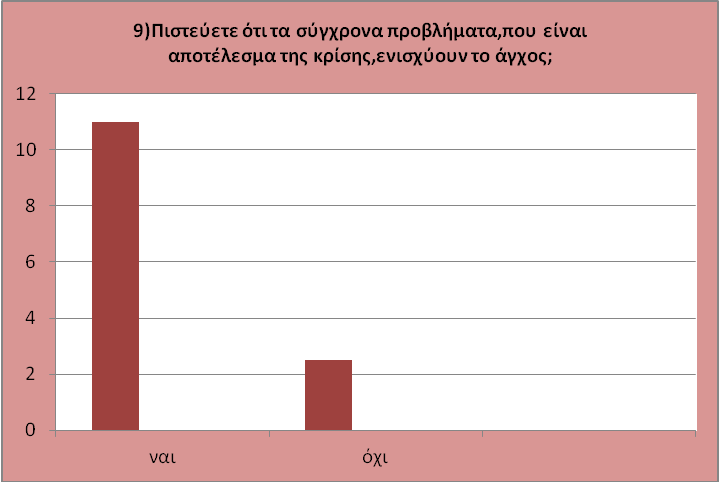 9)Πιστεύετε ότι τα σύγχρονα προβλήματα,που είναι
αποτέλεσμα της κρίσης,ενισχύουν το άγχος;
12
10
8
6
4
2
0
ναι όχι